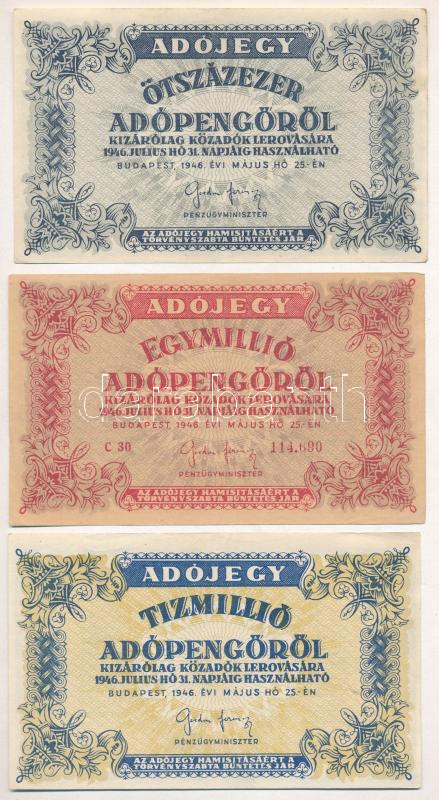 ADÓJEGY
ÖTSZÁZEZER
ADÓPENGŐRŐL
KIZÁRÓLAG KÖZADÓK LEROVÁSÁRA
1946. JULIUS HÓ 31. NAPJÁIG HASZNÁLHATÓ
BUDAPEST, 1946. ÉVI MÁJUS HÓ 25.-ÉN
PÉNZÜGYMINISZTER
AZ ADÓJEGY HAMISITÁSÁÉRT A
TÖRVÉNYSZABTA BÜNTETÉS JÁR
ADÓJEGY
EGYMILLIÓ
ADÓPENGŐRŐL
KIZÁRÓLAG KÖZADÓK LEROVÁSÁRA
1946. JULIUS HÓ 31. NAPJÁIG HASZNÁLHATÓ
BUDAPEST, 1946. ÉVI MÁJUS HÓ 25.-ÉN
C 30 114.690
PÉNZÜGYMINISZTER
AZ ADÓJEGY HAMISITÁSÁÉRT A
TÖRVÉNYSZABTA BÜNTETÉS JÁR
ADÓJEGY
TIZMILLIÓ
ADÓPENGŐRŐL
KIZÁRÓLAG KÖZADÓK LEROVÁSÁRA
1946. JULIUS HÓ 31. NAPJÁIG HASZNÁLHATÓ
BUDAPEST, 1946. ÉVI MÁJUS HÓ 25.-ÉN
PÉNZÜGYMINISZTER
AZ ADÓJEGY HAMISITÁSÁÉRT A
TÖRVÉNYSZABTA BÜNTETÉS JÁR